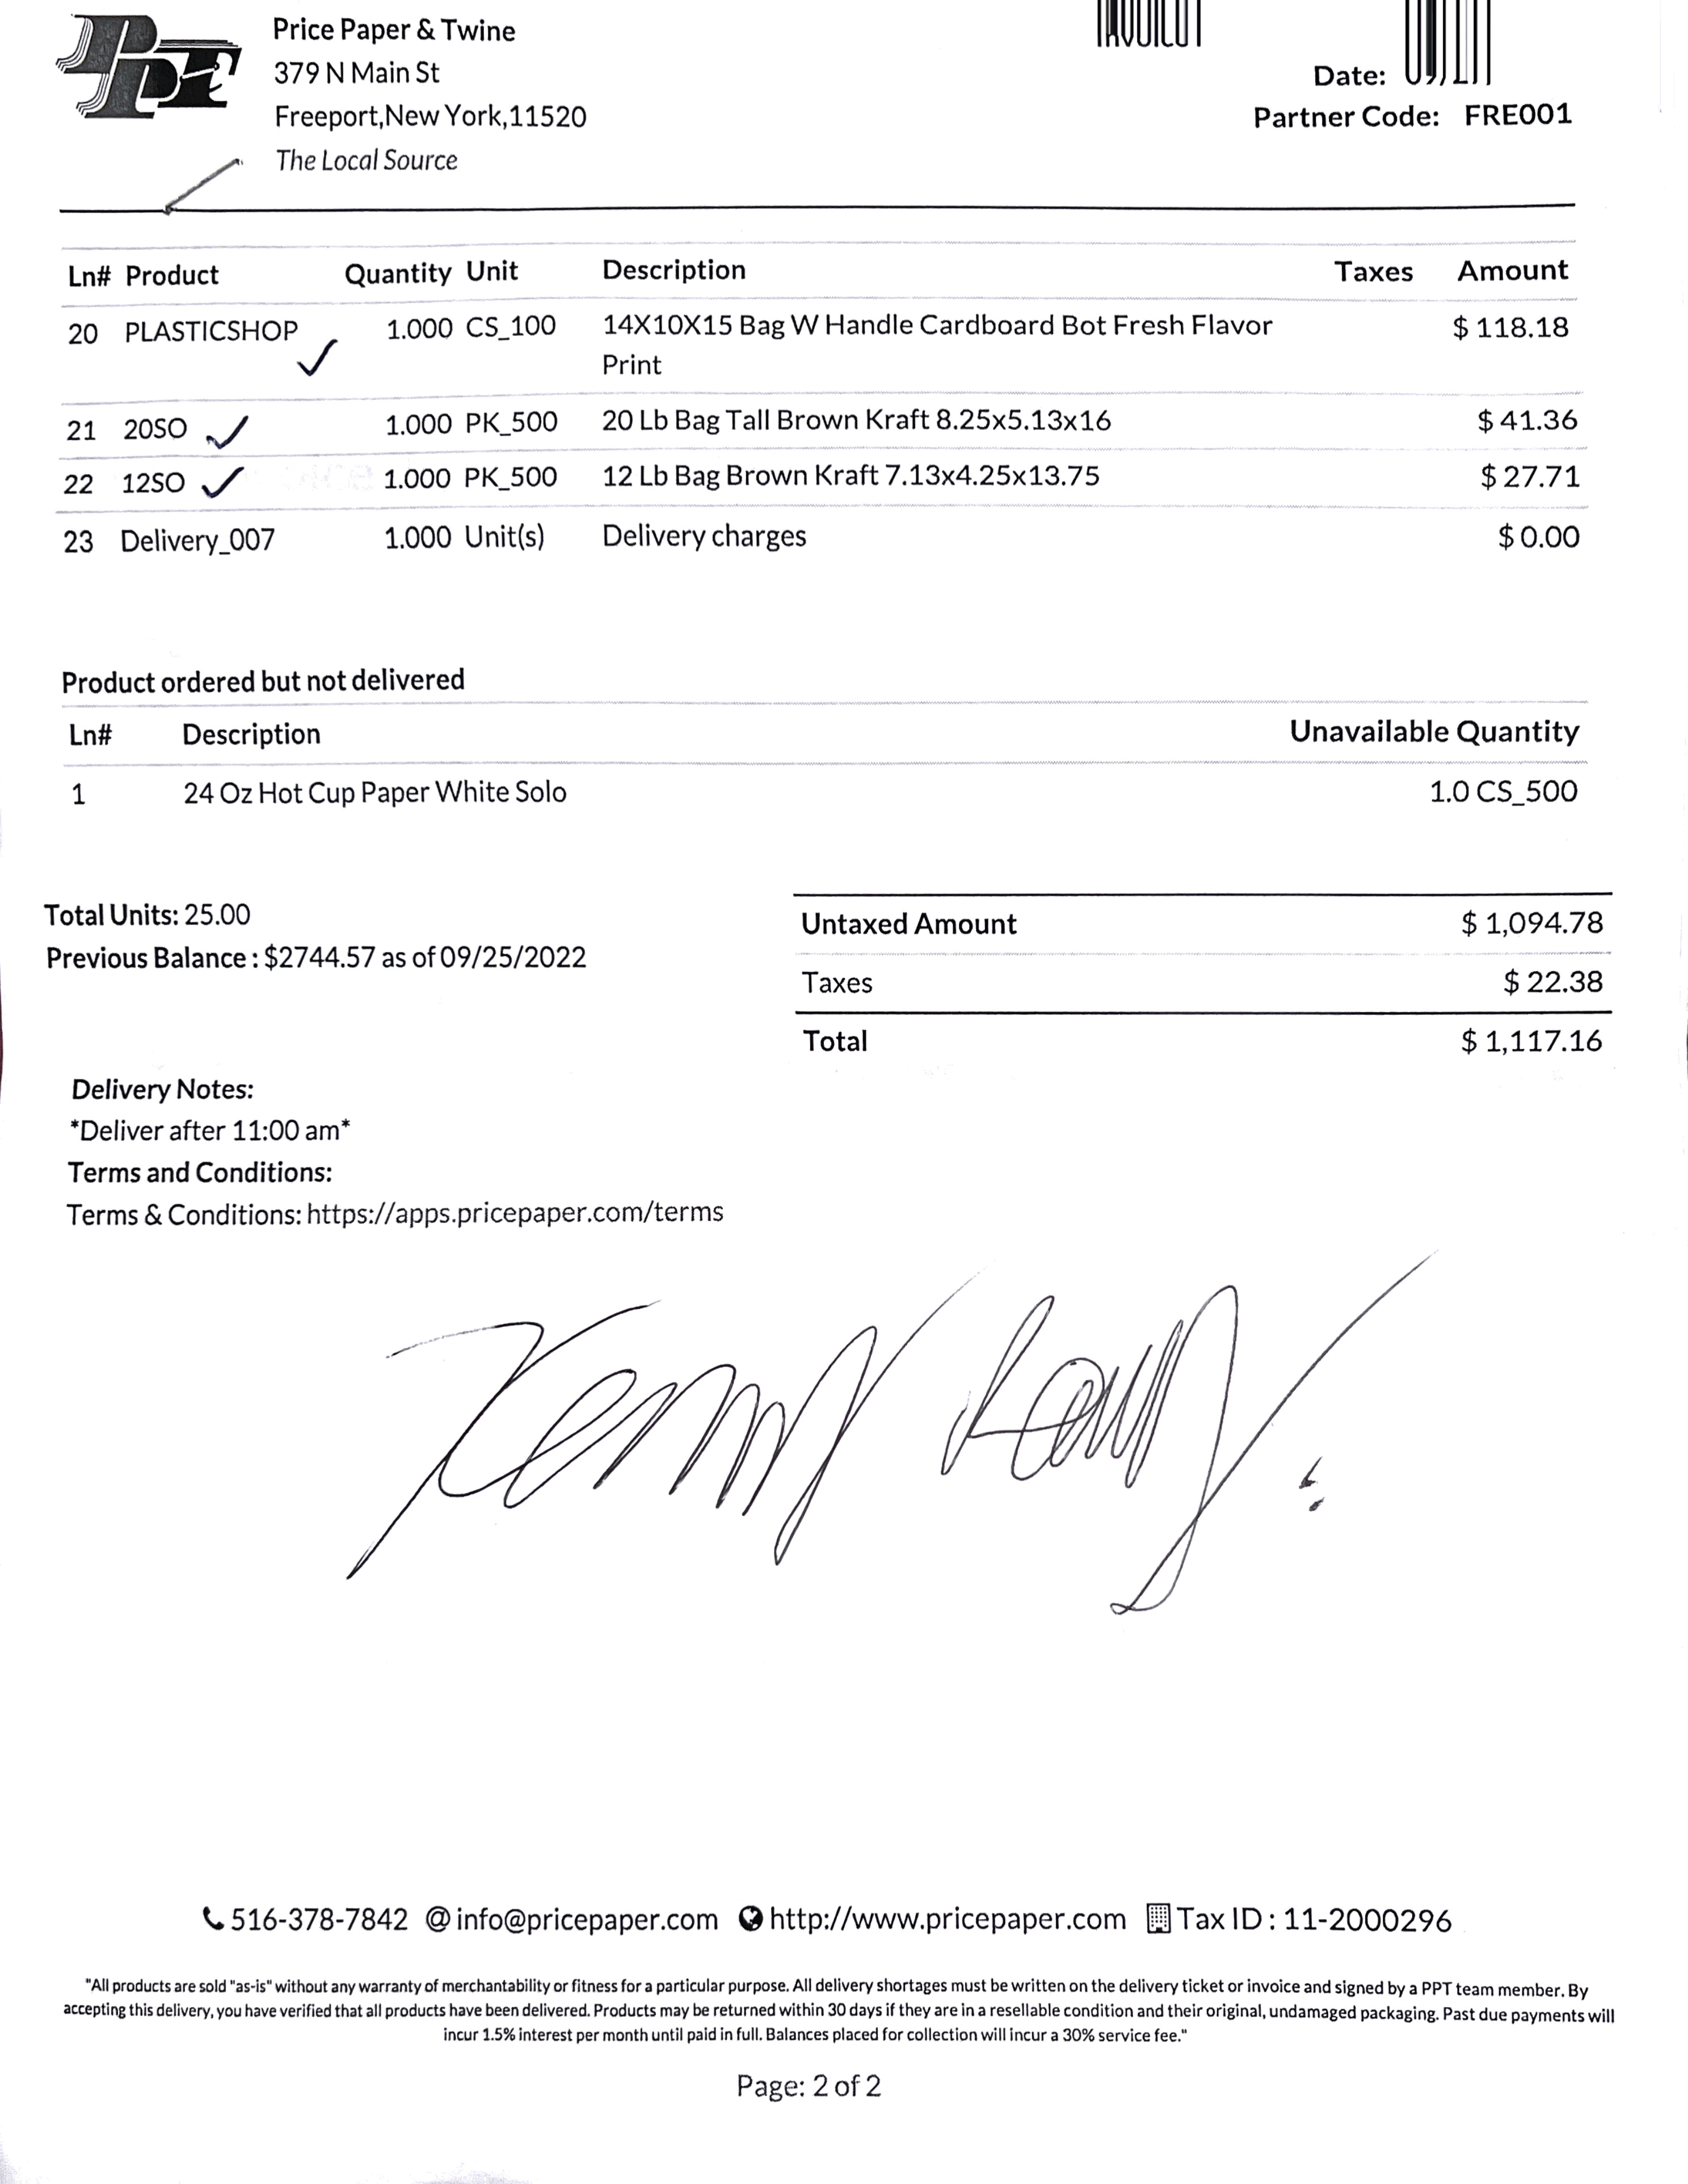 PPT
Price Paper & Twine
379 N Main St
Freeport,New York,11520
The Local Source
Date:
Partner Code: FRE001
Ln# Product Quantity Unit Description Taxes Amount
20 PLASTICSHOP 1.000 CS_100 14X10X15 Bag W Handle Cardboard Bot Fresh Flavor $ 118.18
Print
21 20SO 1.000 PK_500 20 Lb Bag Tall Brown Kraft 8.25x5.13x16 $ 41.36
22 12SO 1.000 PK_500 12 Lb Bag Brown Kraft 7.13x4.25x13.75 $ 27.71
23 Delivery_007 1.000 Unit(s) Delivery charges $ 0.00
Product ordered but not delivered
Ln# Description Unavailable Quantity
1 24 Oz Hot Cup Paper White Solo 1.0 CS_500
Total Units: 25.00
Previous Balance : $2744.57 as of 09/25/2022
Untaxed Amount $ 1,094.78
Taxes $ 22.38
Total $ 1,117.16
Delivery Notes:
*Deliver after 11:00 am*
Terms and Conditions:
Terms & Conditions: https://apps.pricepaper.com/terms
Kenny
516-378-7842 @ info@pricepaper.com http://www.pricepaper.com Tax ID : 11-2000296
"All products are sold "as-is" without any warranty of merchantability or fitness for a particular purpose. All delivery shortages must be written on the delivery ticket or invoice and signed by a PPT team member. By
accepting this delivery, you have verified that all products have been delivered. Products may be returned within 30 days if they are in a resellable condition and their original, undamaged packaging. Past due payments will
incur 1.5% interest per month until paid in full. Balances placed for collection will incur a 30% service fee."
Page: 2 of 2